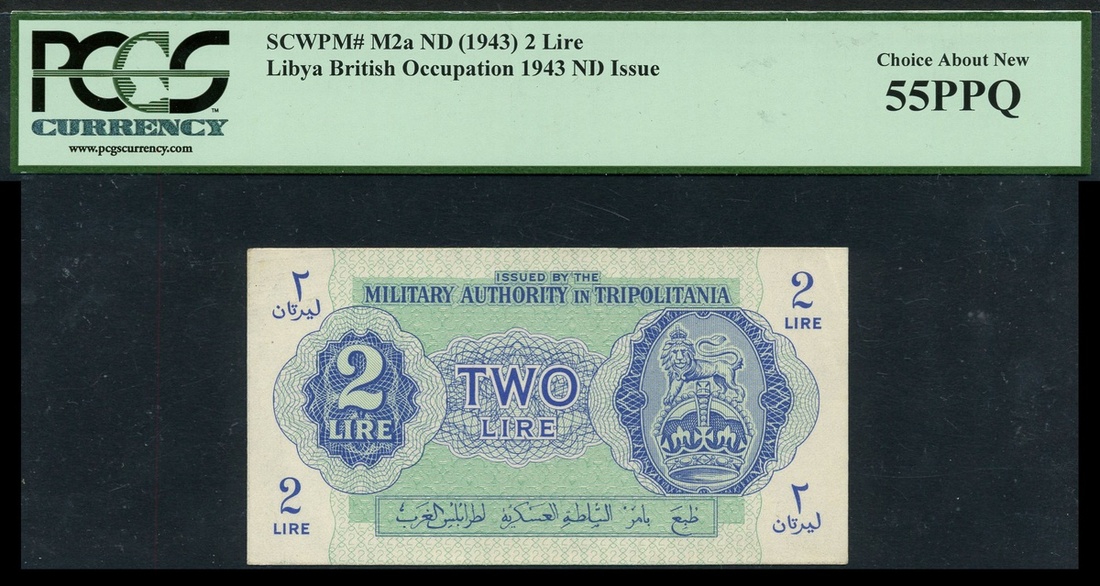 PCGS
CURRENCY
™
www.pcgscurrency.com
SCWPM# M2a ND (1943) 2 Lire
Libya British Occupation 1943 ND Issue
Choice About New
55PPQ
٢
ليرتان
ISSUED BY THE
MILITARY AUTHORITY IN TRIPOLITANIA
2
LIRE
2
LIRE
TWO
LIRE
2
LIRE
طبع بامر السلطة العسكرية لطرابلس الغرب
٢
ليرتان